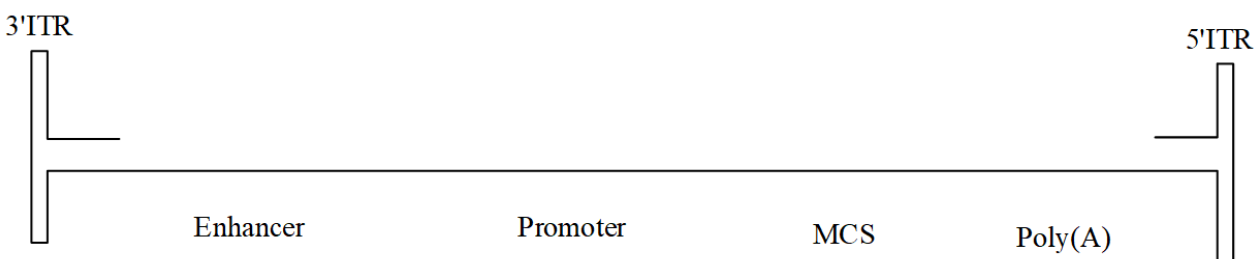 3'ITR
5'ITR
Enhancer
Promoter
MCS
Poly(A)